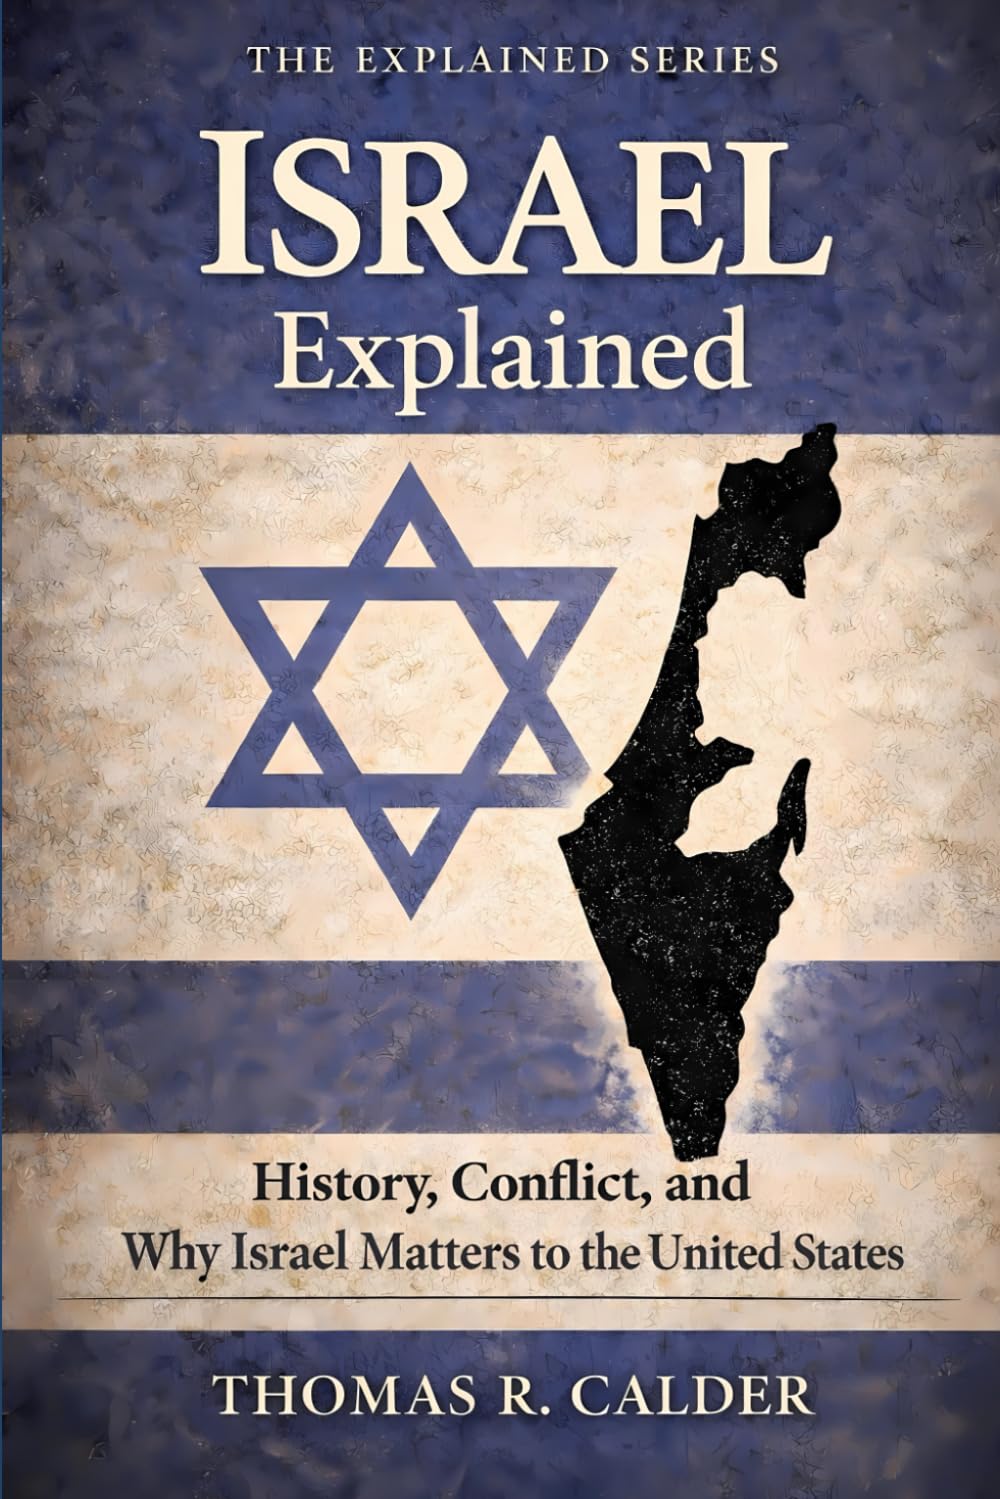 THE EXPLAINED SERIES
ISRAEL
Explained
History, Conflict, and
Why Israel Matters to the United States
THOMAS R. CALDER